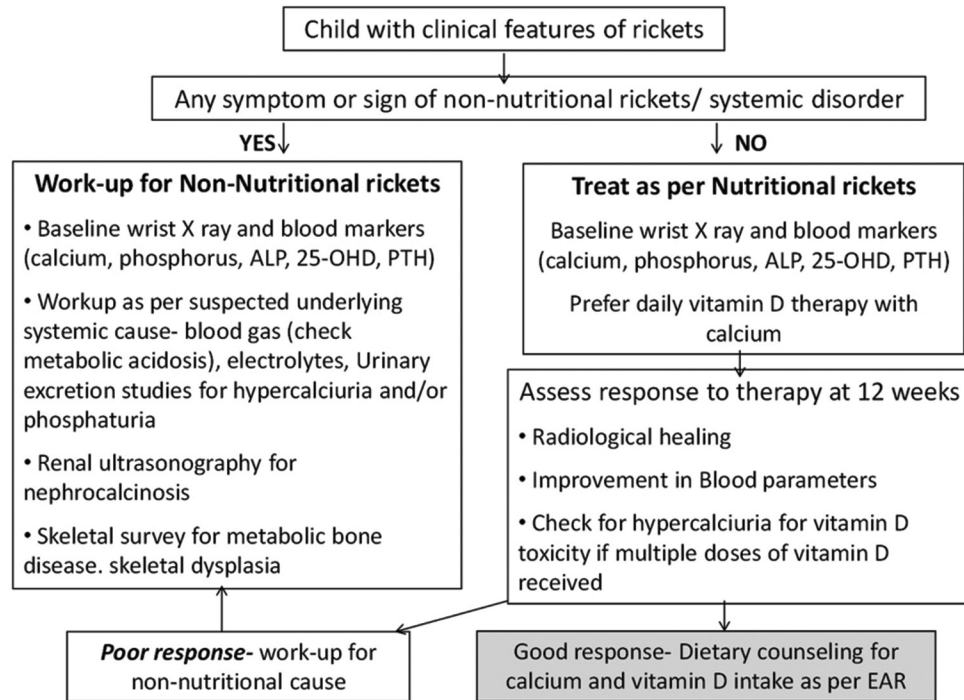 Child with clinical features of rickets
Any symptom or sign of non-nutritional rickets/ systemic disorder
YES
NO
Work-up for Non-Nutritional rickets
• Baseline wrist X ray and blood markers
(calcium, phosphorus, ALP, 25-OHD, PTH)
• Workup as per suspected underlying
systemic cause- blood gas (check
metabolic acidosis), electrolytes, Urinary
excretion studies for hypercalciuria and/or
phosphaturia
• Renal ultrasonography for
nephrocalcinosis
• Skeletal survey for metabolic bone
disease. skeletal dysplasia
Treat as per Nutritional rickets
Baseline wrist X ray and blood markers
(calcium, phosphorus, ALP, 25-OHD, PTH)
Prefer daily vitamin D therapy with
calcium
Assess response to therapy at 12 weeks
• Radiological healing
• Improvement in Blood parameters
• Check for hypercalciuria for vitamin D
toxicity if multiple doses of vitamin D
received
Poor response- work-up for
non-nutritional cause
Good response- Dietary counseling for
calcium and vitamin D intake as per EAR